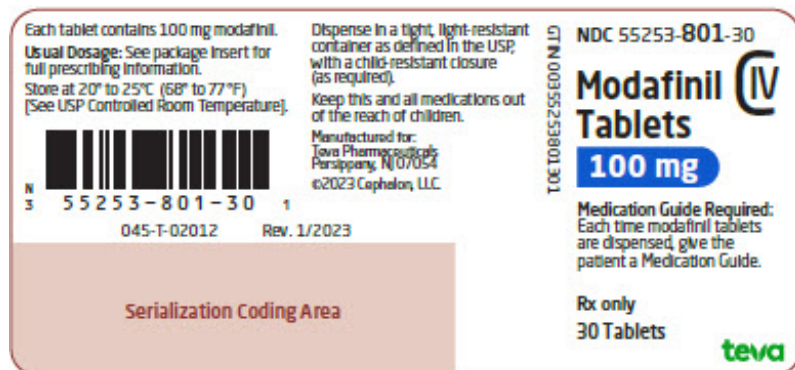 Each tablet contains 100 mg modafinil.
Usual Dosage: See package insert for
full prescribing information.
Store at 20° to 25°C (68° to 77°F)
[See USP Controlled Room Temperature].
N
3 55253-801-30 1
045-T-02012 Rev. 1/2023
Serialization Coding Area
Dispense in a tight, light-resistant
container as defined in the USP,
with a child-resistant closure
(as required).
Keep this and all medications out
of the reach of children.
Manufactured for:
Teva Pharmaceuticals
Parsippany, NJ 07054
©2023 Cephalon, LLC.
GTIN 00355253801301
NDC 55253-801-30
Modafinil CIV
Tablets
100 mg
Medication Guide Required:
Each time modafinil tablets
are dispensed, give the
patient a Medication Guide.
Rx only
30 Tablets
teva